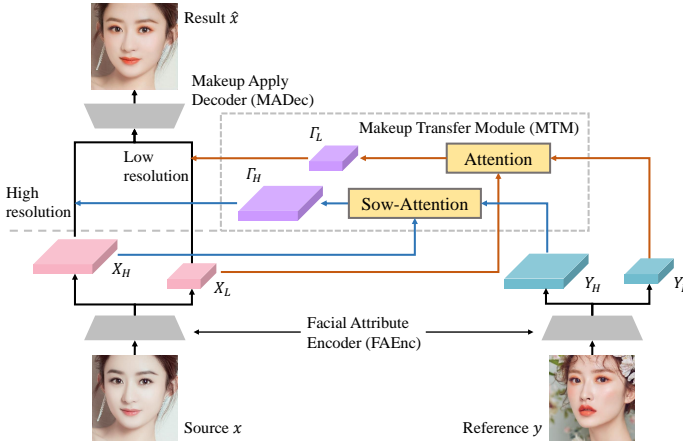 Result x̂
Makeup Apply
Decoder (MADec)
Makeup Transfer Module (MTM)
Γ_L
Low
resolution
Attention
Γ_H
High
resolution
Sow-Attention
X_H
X_L
Y_H
Facial Attribute
Encoder (FAEnc)
Source x
Reference y